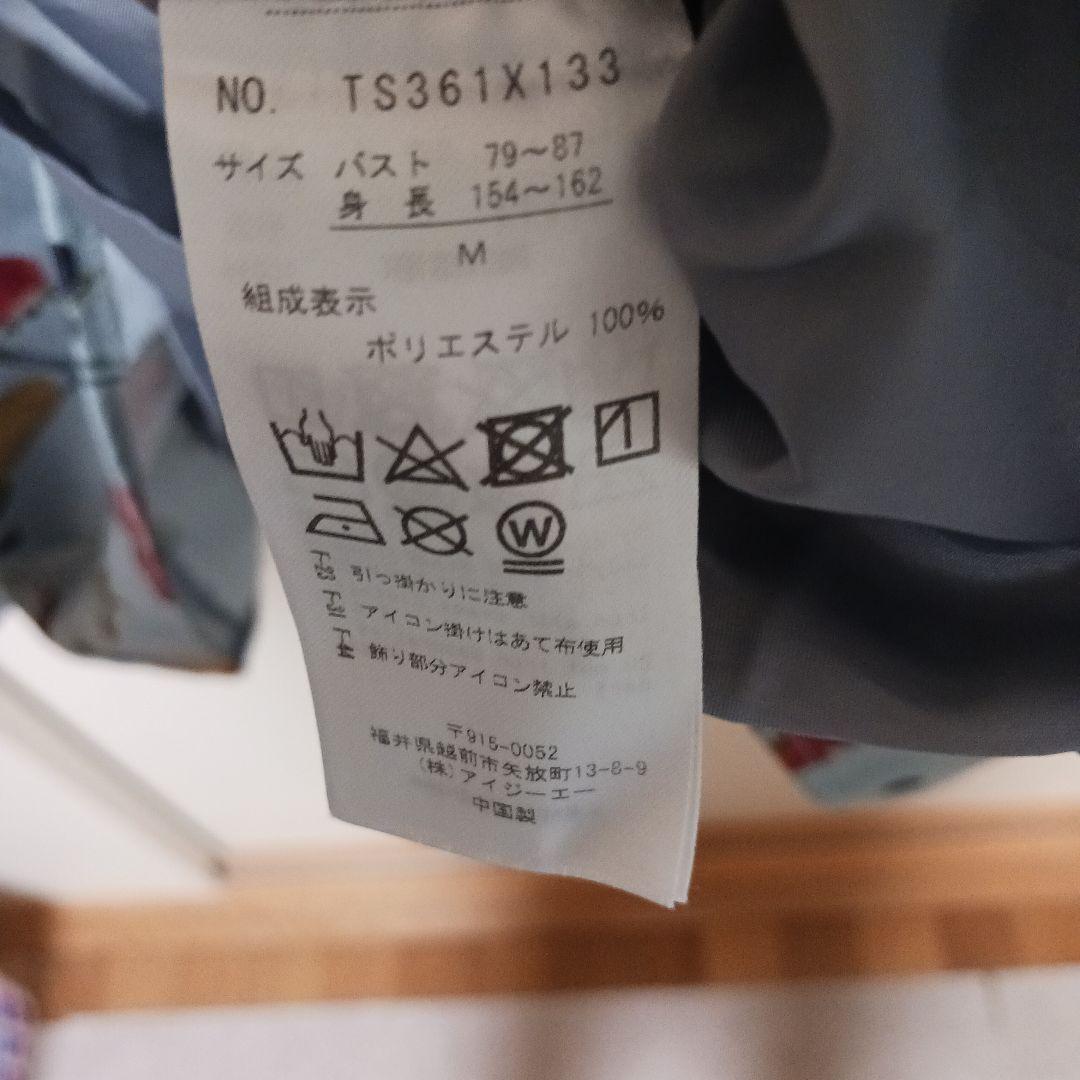 NO. TS361X133
サイズ バスト 79～87
身 長 154～162
M
組成表示
ポリエステル 100%
W
引っ掛かりに注意
アイロン掛けはあて布使用
飾り部分アイロン禁止
〒915-0052
福井県越前市矢放町13-8-9
(株)アイジーエー
中国製